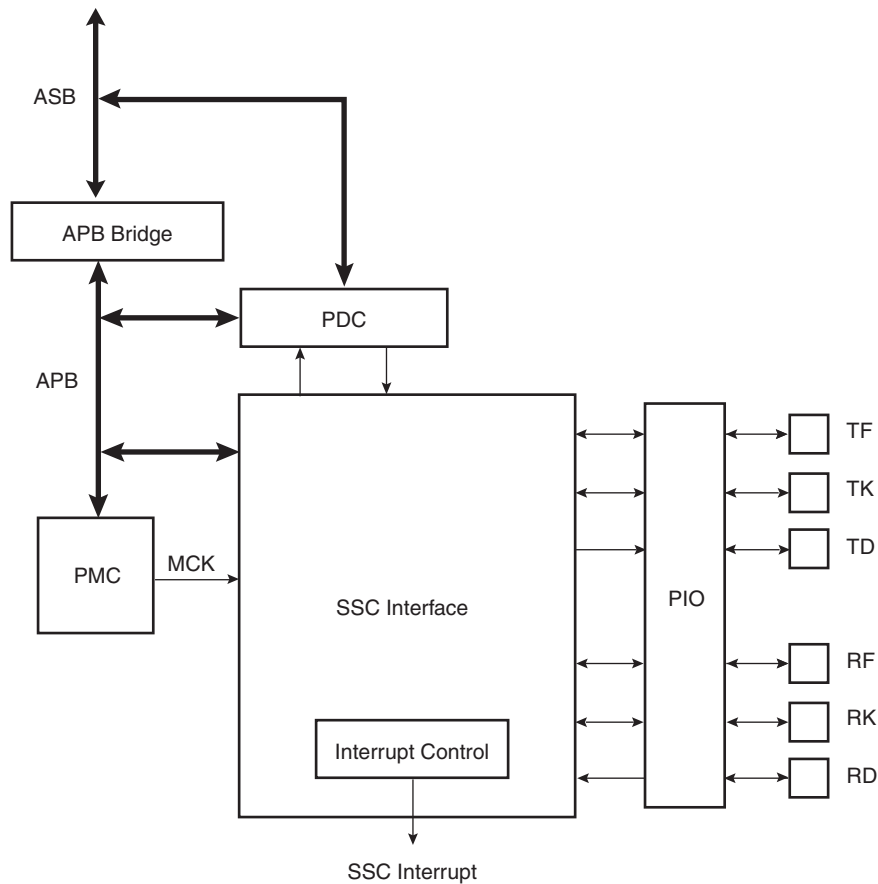 ASB
APB Bridge
PDC
APB
TF
TK
PMC
MCK
TD
PIO
SSC Interface
RF
RK
Interrupt Control
RD
SSC Interrupt